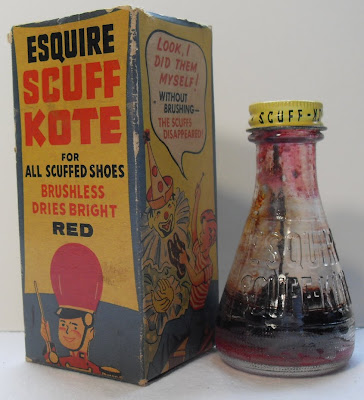 ESQUIRE
SCUFF
KOTE
FOR
ALL SCUFFED SHOES
BRUSHLESS
DRIES BRIGHT
RED
LOOK, I
DID THEM
MYSELF!
WITHOUT
BRUSHING—
THE SCUFFS
DISAPPEARED!
SCUFF-K